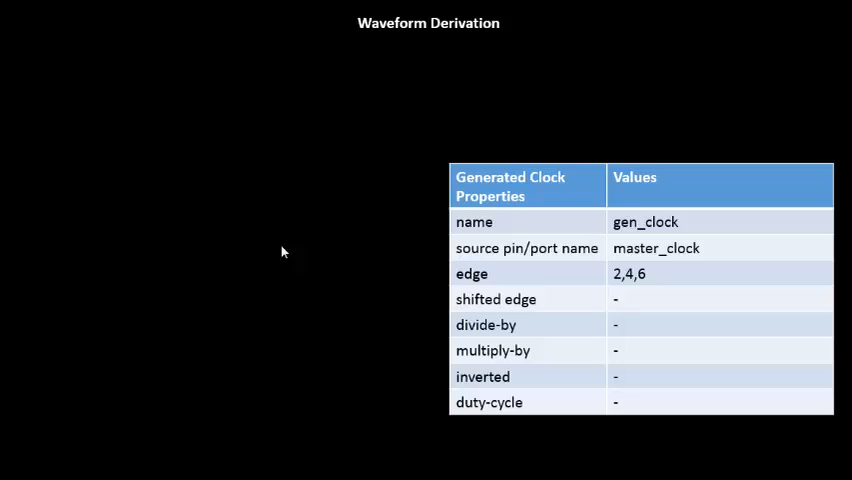 Waveform Derivation
Generated Clock Properties Values
name gen_clock
source pin/port name master_clock
edge 2,4,6
shifted edge -
divide-by -
multiply-by -
inverted -
duty-cycle -